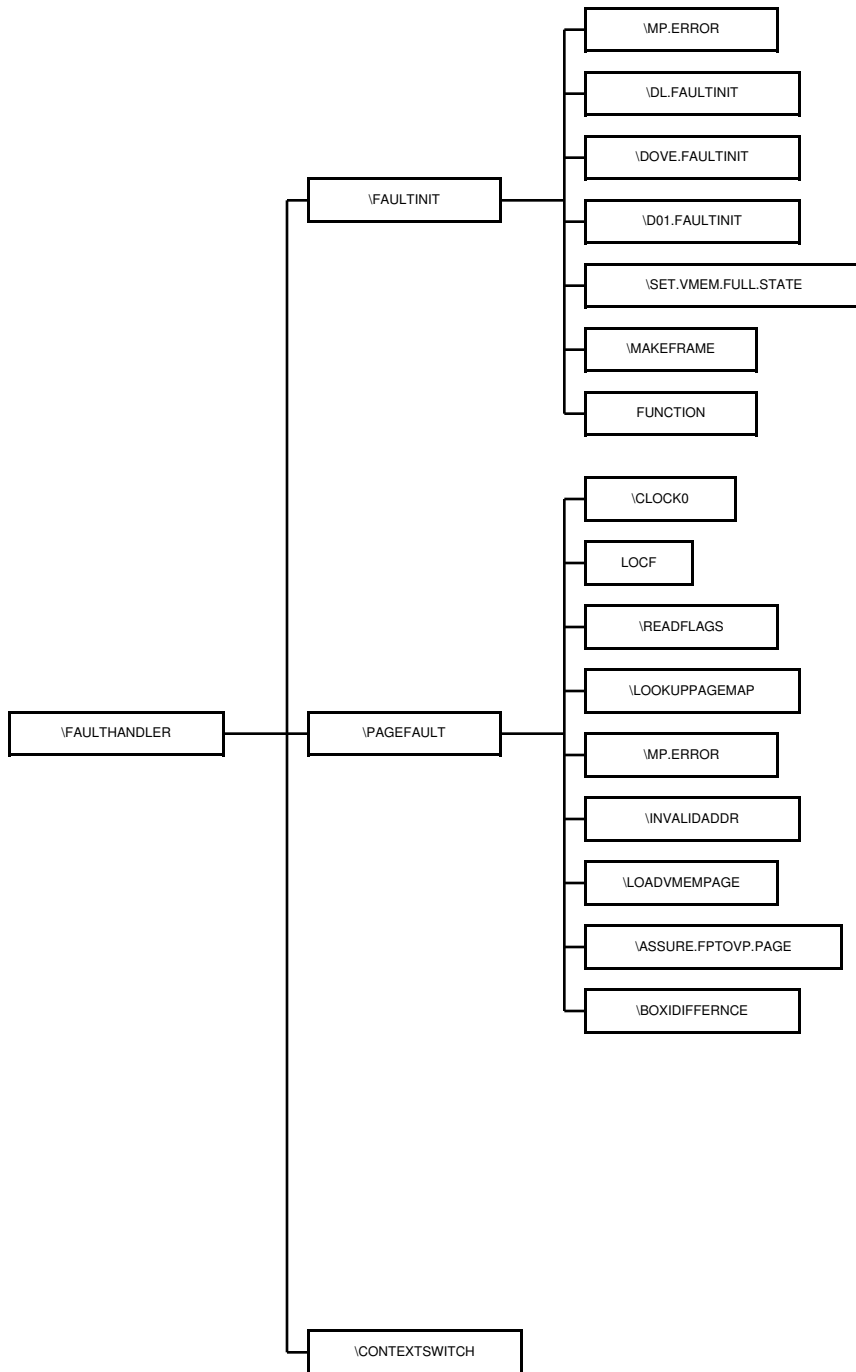 \MP.ERROR
\DL.FAULTINIT
\DOVE.FAULTINIT
\FAULTINIT
\D01.FAULTINIT
\SET.VMEM.FULL.STATE
\MAKEFRAME
FUNCTION
\CLOCK0
LOCF
\READFLAGS
\LOOKUPPAGEMAP
\FAULTHANDLER
\PAGEFAULT
\MP.ERROR
\INVALIDADDR
\LOADVMEMPAGE
\ASSURE.FPTOVP.PAGE
\BOXIDIFFERNCE
\CONTEXTSWITCH